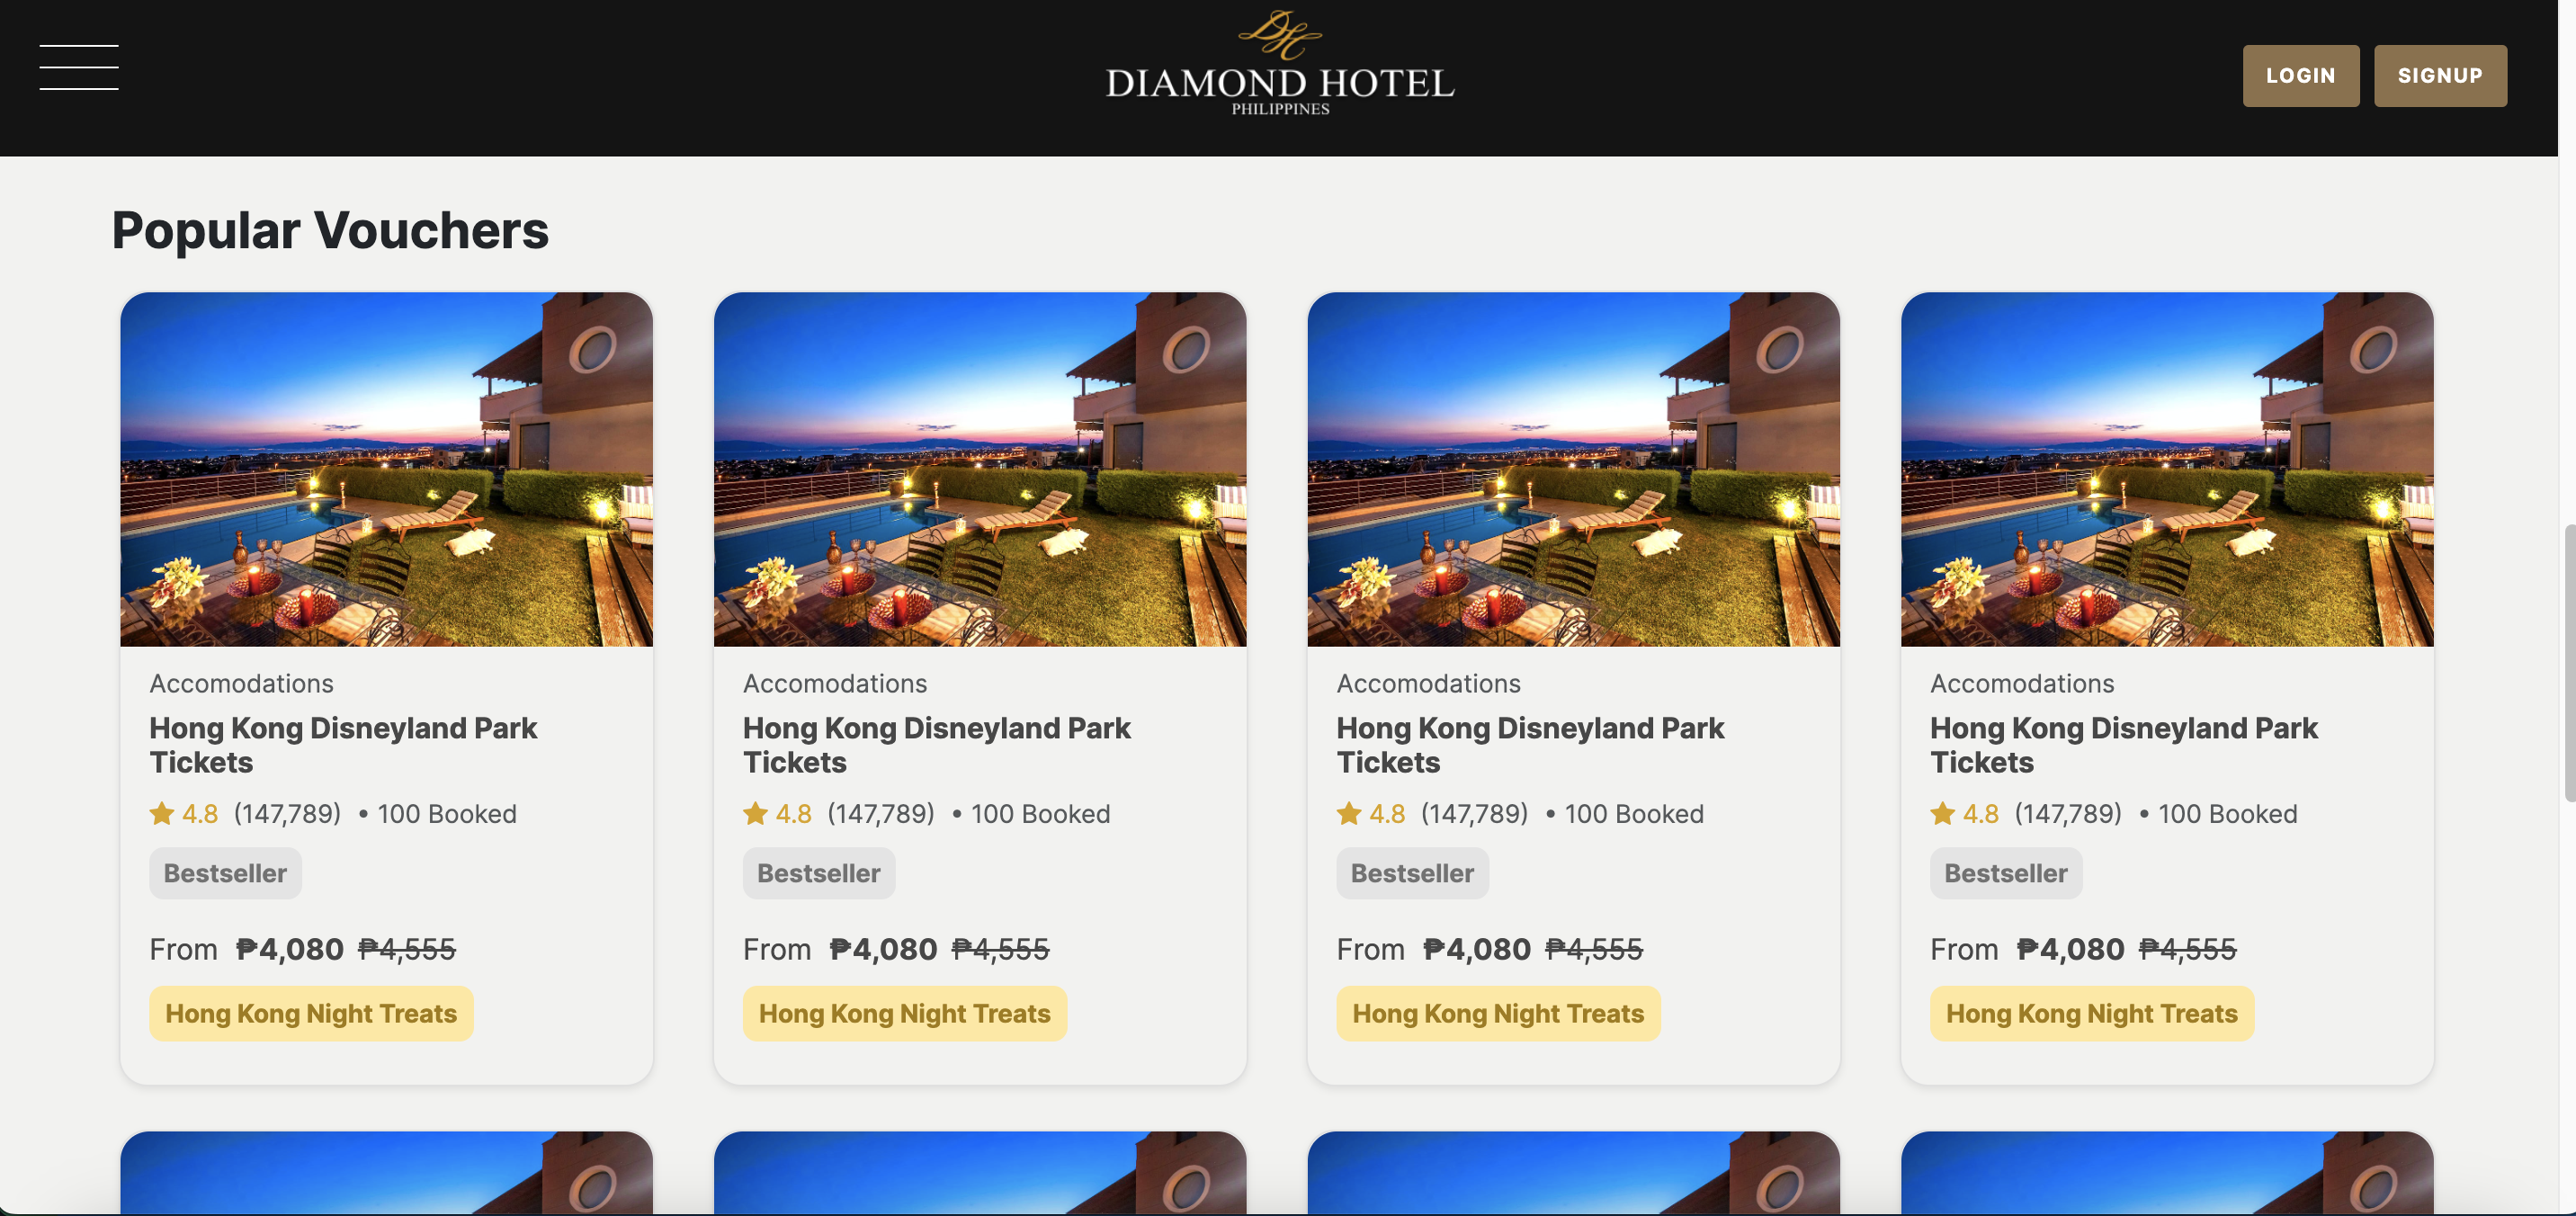 DIAMOND HOTEL
PHILIPPINES
LOGIN
SIGNUP
Popular Vouchers
Accomodations
Hong Kong Disneyland Park
Tickets
4.8 (147,789) • 100 Booked
Bestseller
From ₱4,080 ₱4,555
Hong Kong Night Treats
Accomodations
Hong Kong Disneyland Park
Tickets
4.8 (147,789) • 100 Booked
Bestseller
From ₱4,080 ₱4,555
Hong Kong Night Treats
Accomodations
Hong Kong Disneyland Park
Tickets
4.8 (147,789) • 100 Booked
Bestseller
From ₱4,080 ₱4,555
Hong Kong Night Treats
Accomodations
Hong Kong Disneyland Park
Tickets
4.8 (147,789) • 100 Booked
Bestseller
From ₱4,080 ₱4,555
Hong Kong Night Treats